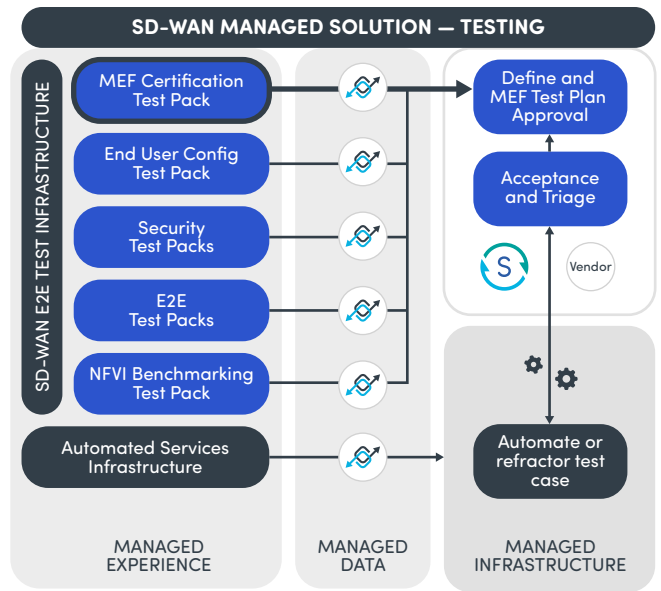 SD-WAN MANAGED SOLUTION — TESTING
SD-WAN E2E TEST INFRASTRUCTURE
MEF Certification
Test Pack
End User Config
Test Pack
Security
Test Packs
E2E
Test Packs
NFVI Benchmarking
Test Pack
Automated Services
Infrastructure
MANAGED
EXPERIENCE
MANAGED
DATA
Define and
MEF Test Plan
Approval
Acceptance
and Triage
S
Vendor
Automate or
refractor test
case
MANAGED
INFRASTRUCTURE